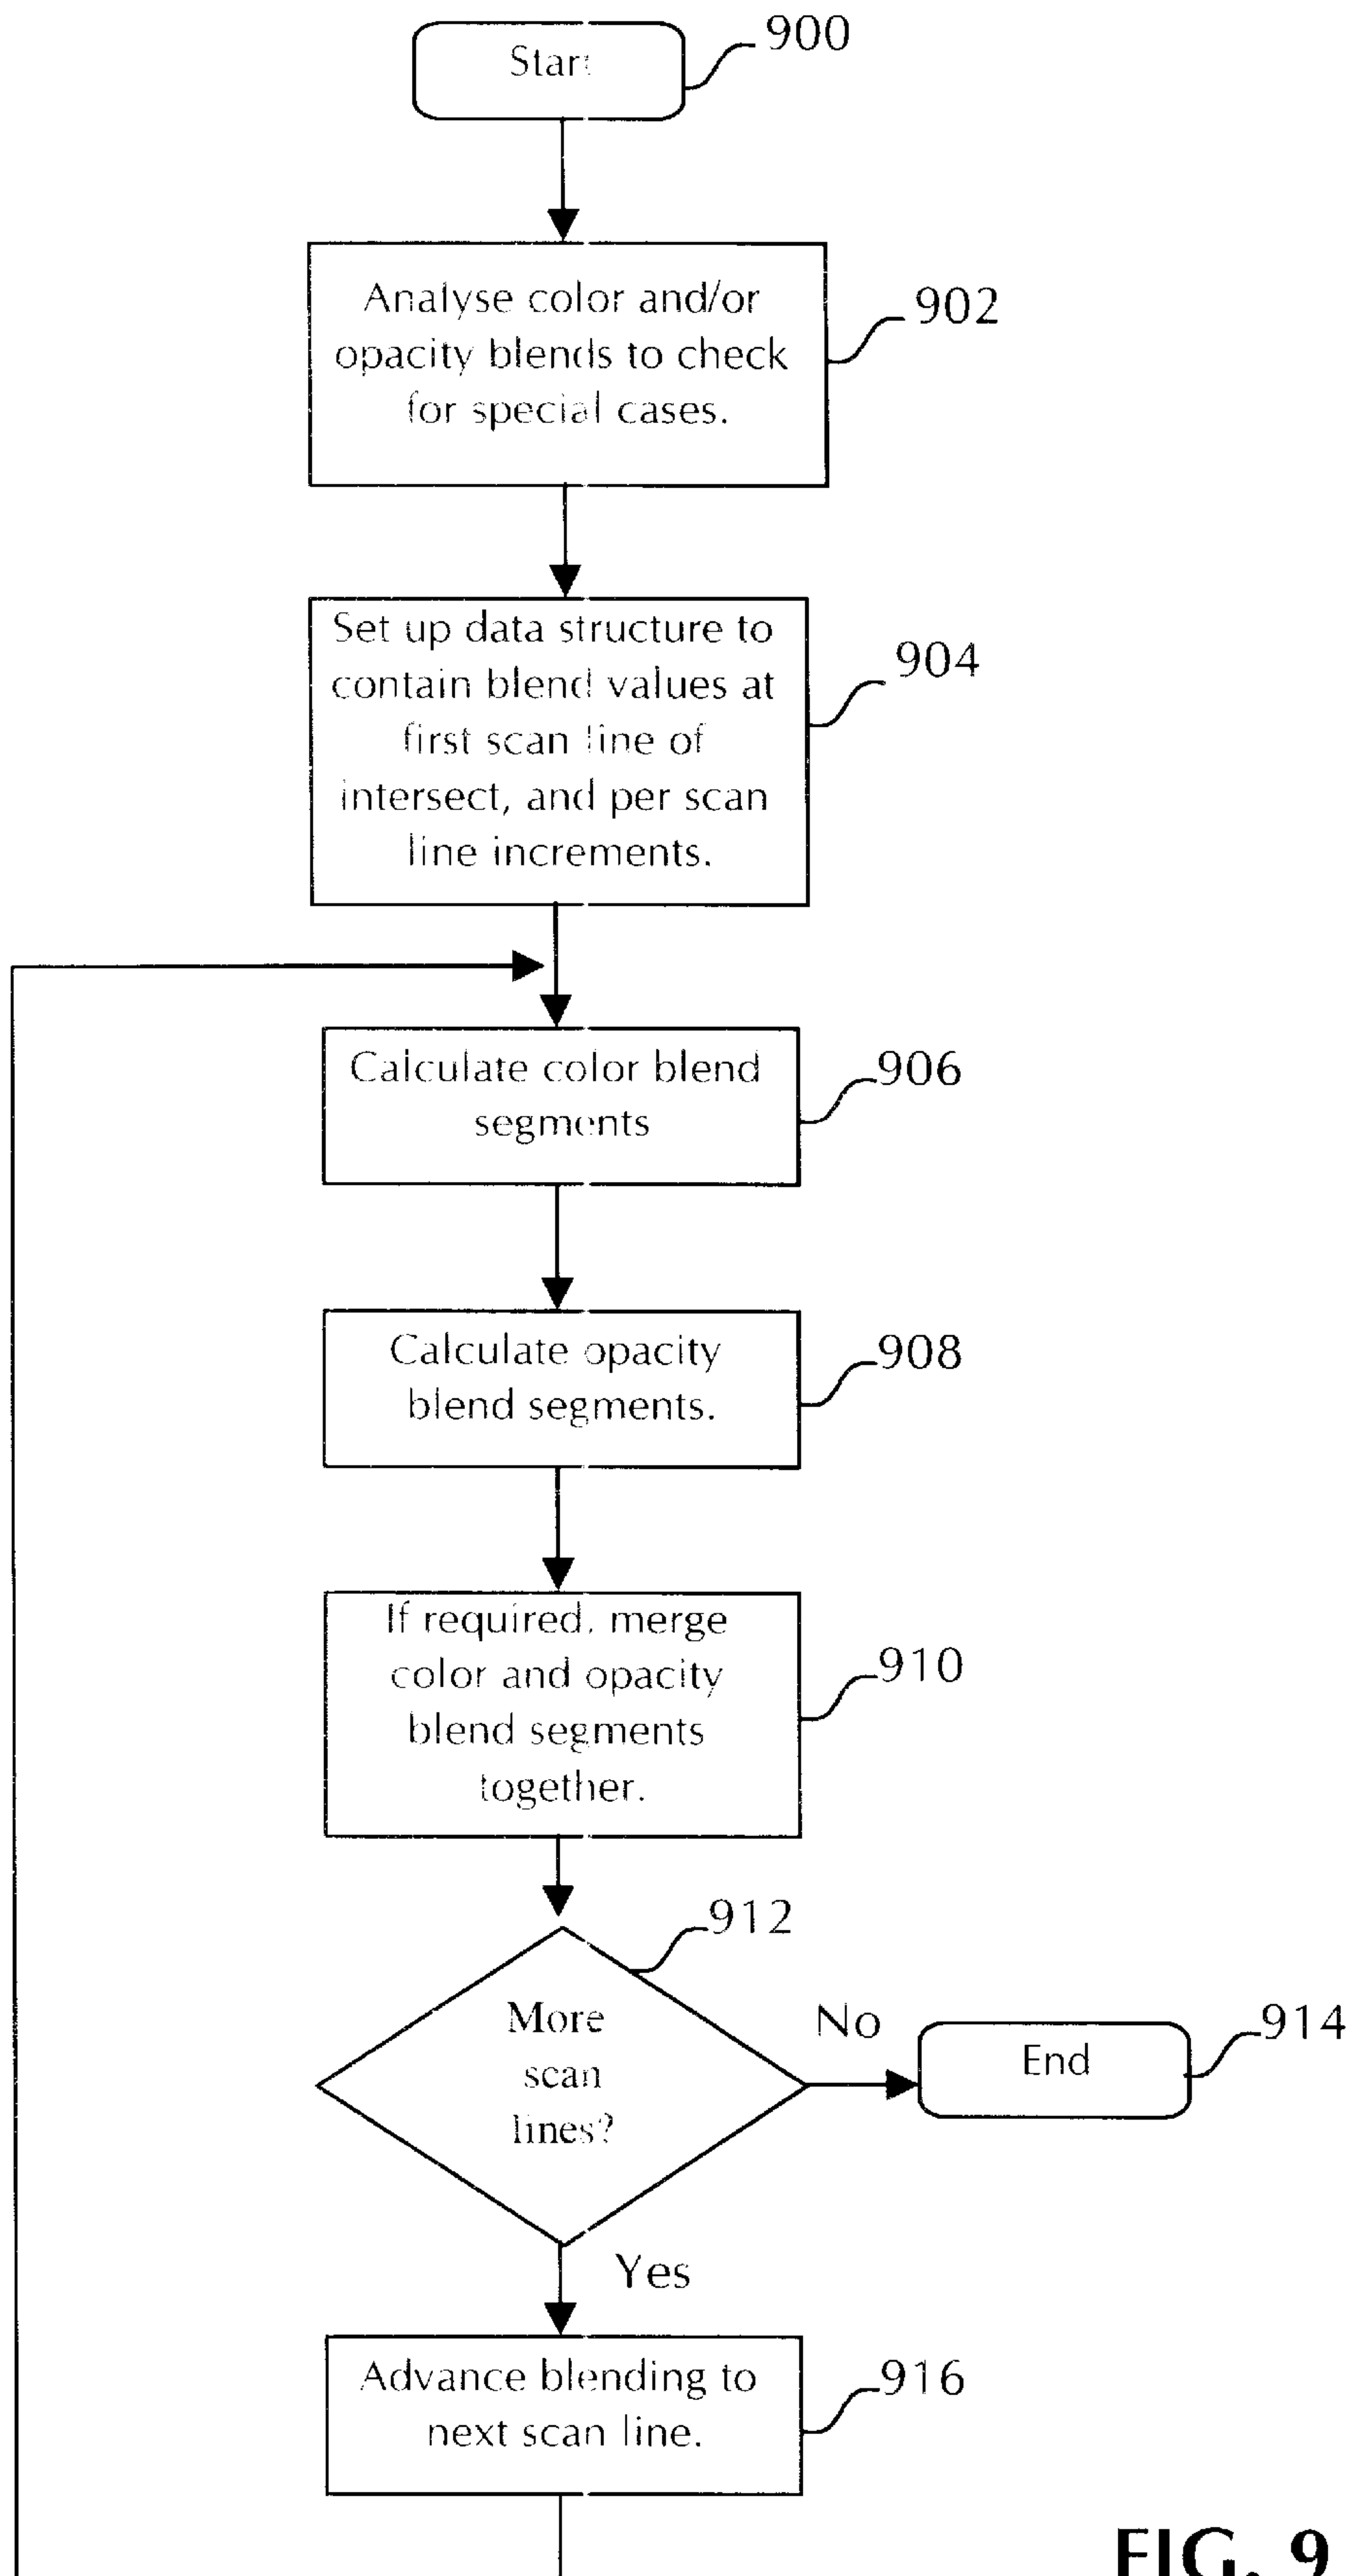 Start
900
Analyse color and/or
opacity blends to check
for special cases.
902
Set up data structure to
contain blend values at
first scan line of
intersect, and per scan
line increments.
904
Calculate color blend
segments
906
Calculate opacity
blend segments.
908
If required, merge
color and opacity
blend segments
together.
910
912
More
scan
lines?
No
End
914
Yes
Advance blending to
next scan line.
916
FIG. 9